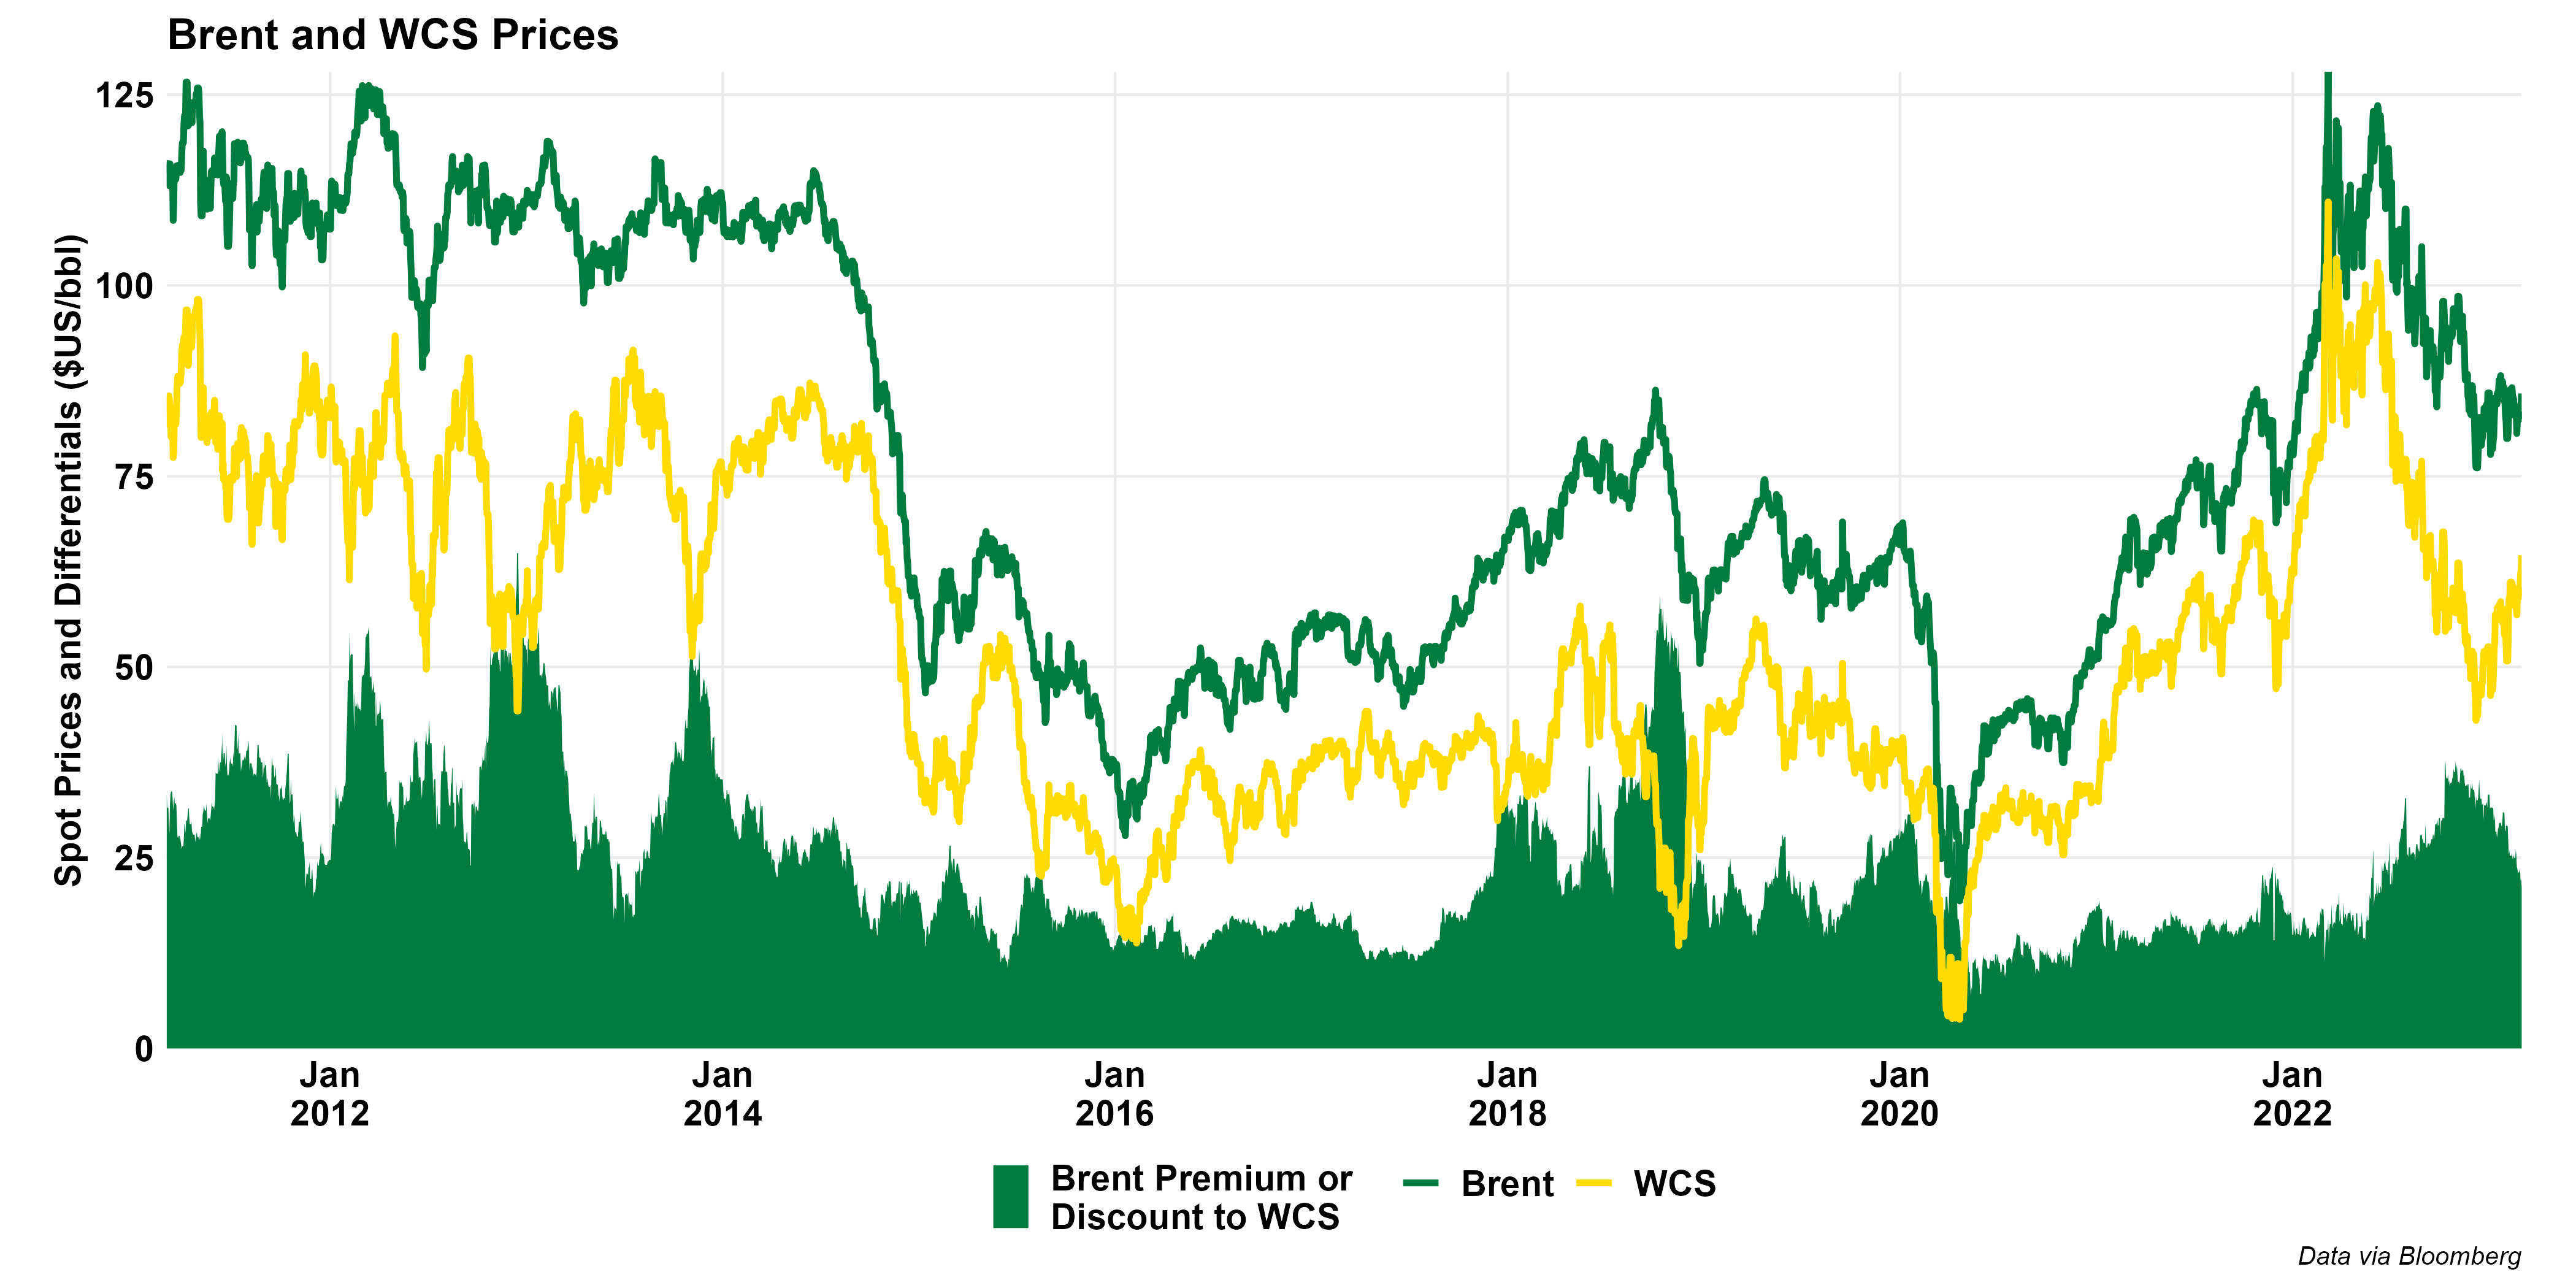 Brent and WCS Prices
Spot Prices and Differentials ($US/bbl)
125
100
75
50
25
0
Jan
2012
Jan
2014
Jan
2016
Jan
2018
Jan
2020
Jan
2022
Brent Premium or
Discount to WCS
Brent
WCS
Data via Bloomberg